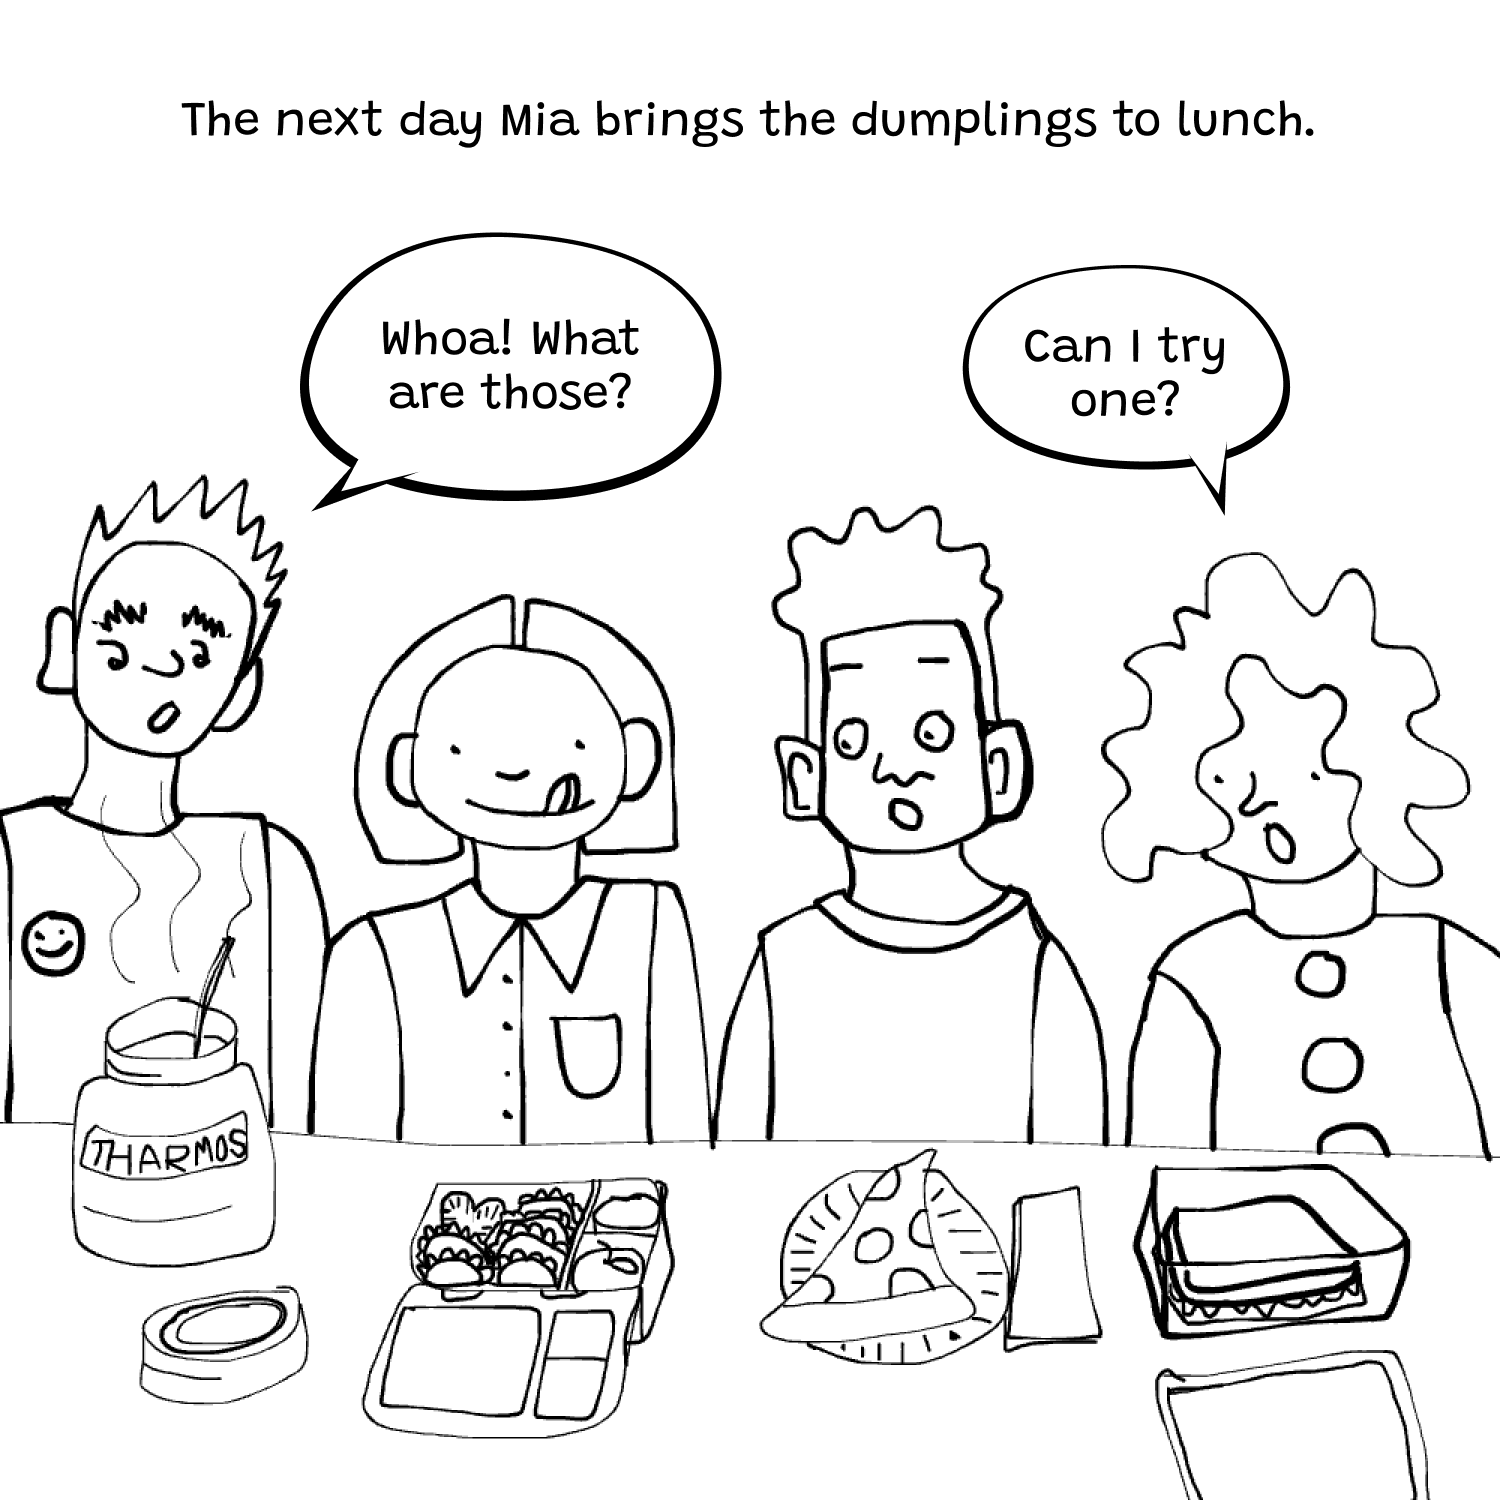 The next day Mia brings the dumplings to lunch.
Whoa! What
are those?
Can I try
one?
THARMOS